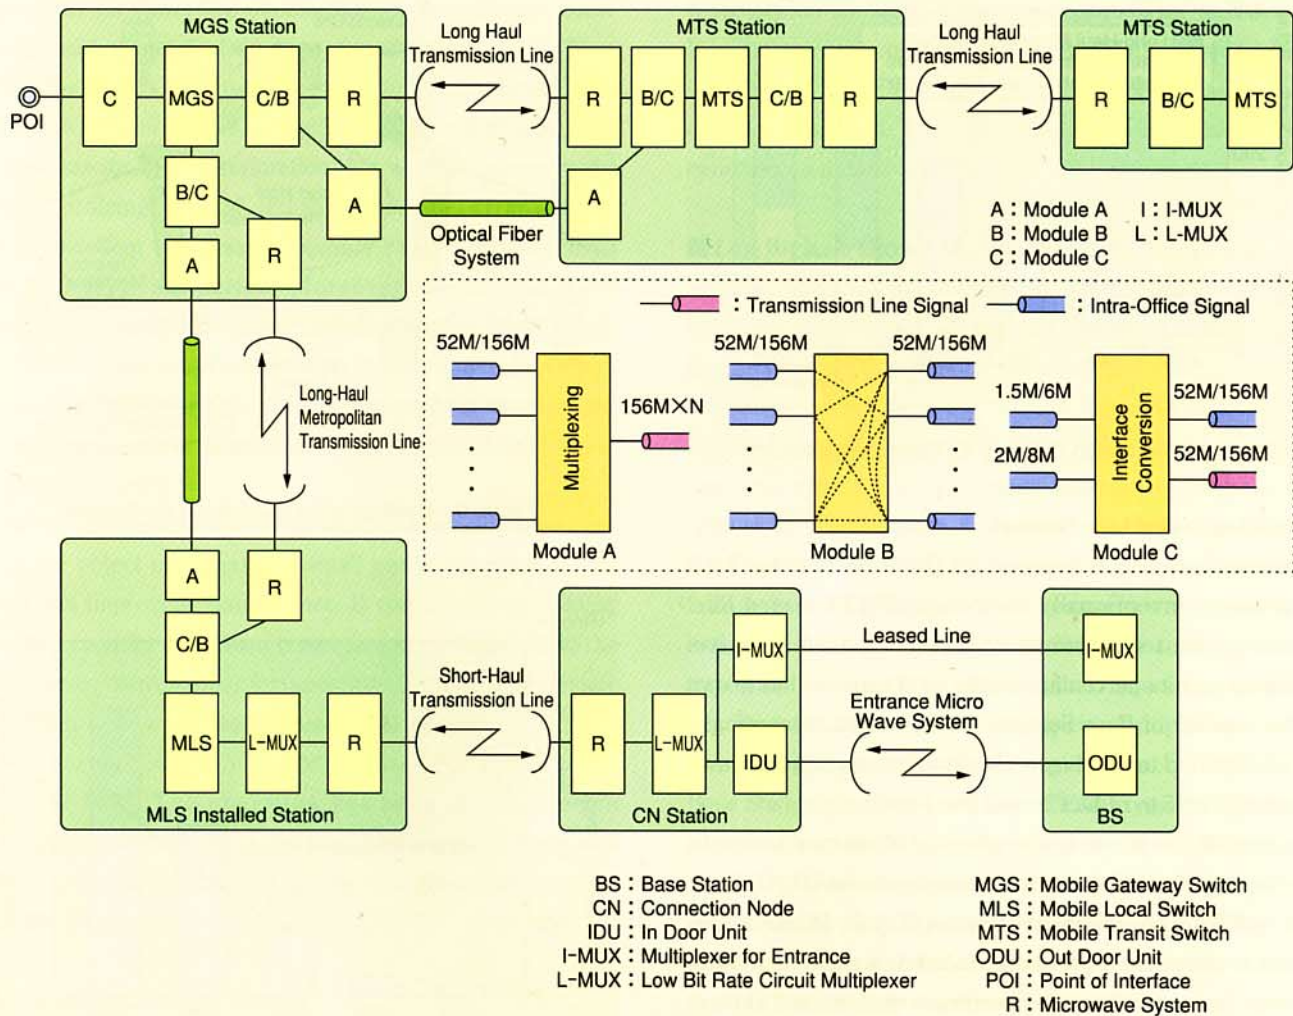 MGS Station
C
MGS
C/B
R
POI
B/C
A
A
R
Long Haul
Transmission Line
MTS Station
R
B/C
MTS
C/B
R
A
Optical Fiber
System
Long Haul
Transmission Line
MTS Station
R
B/C
MTS
A : Module A
B : Module B
C : Module C
I : I-MUX
L : L-MUX
: Transmission Line Signal
: Intra-Office Signal
52M/156M
Multiplexing
156M×N
Module A
52M/156M
52M/156M
Module B
1.5M/6M
2M/8M
Interface
Conversion
52M/156M
52M/156M
Module C
Long-Haul
Metropolitan
Transmission Line
A
R
C/B
MLS
L-MUX
R
MLS Installed Station
Short-Haul
Transmission Line
I-MUX
R
L-MUX
IDU
CN Station
Leased Line
Entrance Micro
Wave System
I-MUX
ODU
BS
BS : Base Station
CN : Connection Node
IDU : In Door Unit
I-MUX : Multiplexer for Entrance
L-MUX : Low Bit Rate Circuit Multiplexer
MGS : Mobile Gateway Switch
MLS : Mobile Local Switch
MTS : Mobile Transit Switch
ODU : Out Door Unit
POI : Point of Interface
R : Microwave System